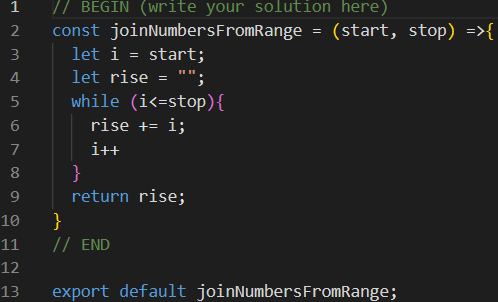 1 // BEGIN (write your solution here)
2 const joinNumbersFromRange = (start, stop) =>{
3 let i = start;
4 let rise = "";
5 while (i<=stop){
6 rise += i;
7 i++
8 }
9 return rise;
10 }
11 // END
12
13 export default joinNumbersFromRange;